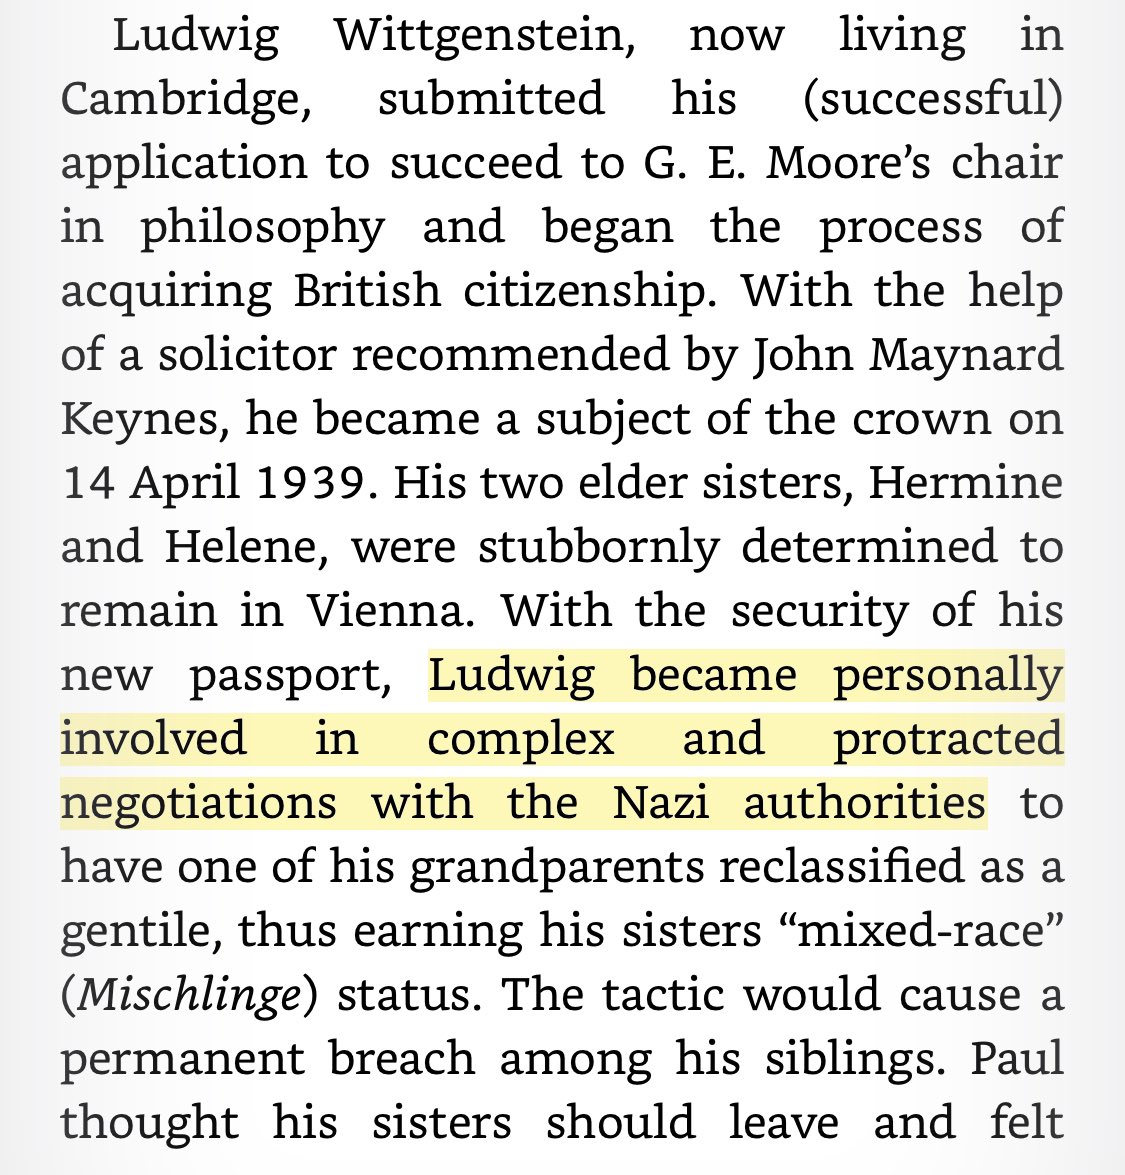 Ludwig Wittgenstein, now living in
Cambridge, submitted his (successful)
application to succeed to G. E. Moore’s chair
in philosophy and began the process of
acquiring British citizenship. With the help
of a solicitor recommended by John Maynard
Keynes, he became a subject of the crown on
14 April 1939. His two elder sisters, Hermine
and Helene, were stubbornly determined to
remain in Vienna. With the security of his
new passport, Ludwig became personally
involved in complex and protracted
negotiations with the Nazi authorities to
have one of his grandparents reclassified as a
gentile, thus earning his sisters “mixed-race”
(Mischlinge) status. The tactic would cause a
permanent breach among his siblings. Paul
thought his sisters should leave and felt